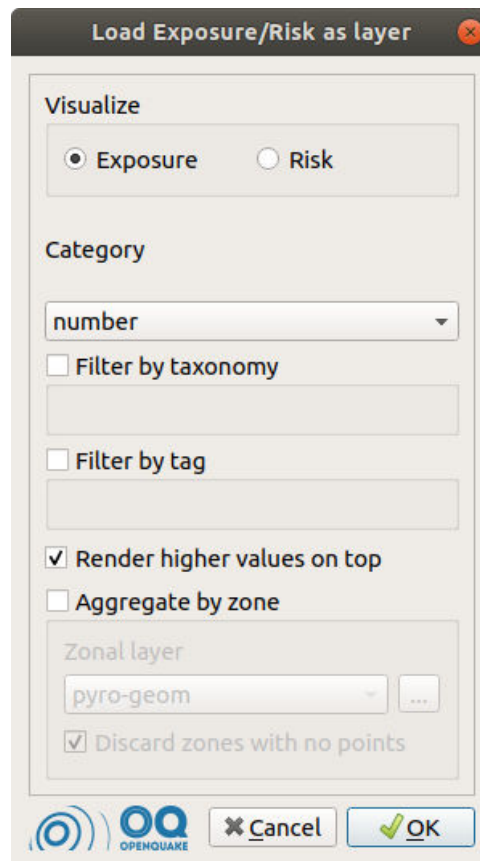 Load Exposure/Risk as layer
Visualize
Exposure Risk
Category
number
Filter by taxonomy
Filter by tag
Render higher values on top
Aggregate by zone
Zonal layer
pyro-geom ...
Discard zones with no points
OQ
OPENQUAKE
Cancel OK